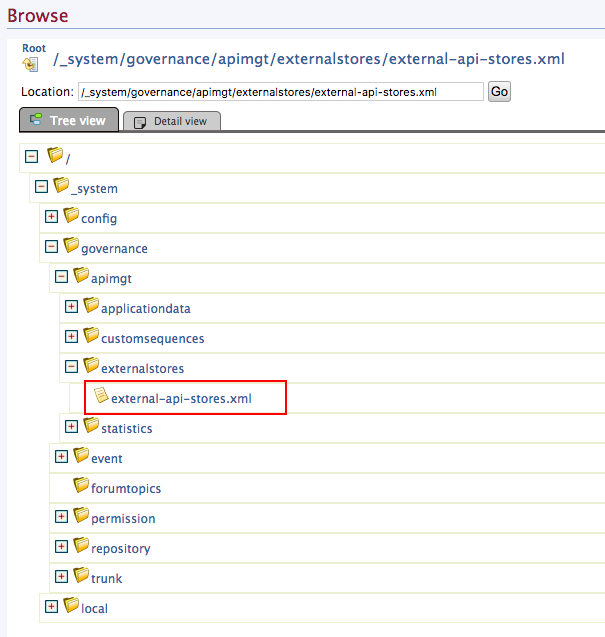 Browse
Root
/_system/governance/apimgt/externalstores/external-api-stores.xml
Location: /_system/governance/apimgt/externalstores/external-api-stores.xml Go
Tree view Detail view
/
_system
config
governance
apimgt
applicationdata
customsequences
externalstores
external-api-stores.xml
statistics
event
forumtopics
permission
repository
trunk
local